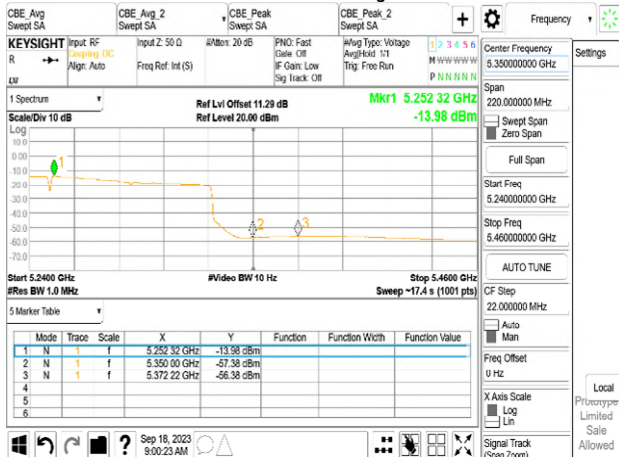 CBE_Avg
Swept SA
CBE_Avg_2
Swept SA
CBE_Peak
Swept SA
CBE_Peak_2
Swept SA
+
Frequency
KEYSIGHT
R
LXI
Input: RF
Coupling: DC
Align: Auto
Input Z: 50 Ω
Freq Ref: Int (S)
#Atten: 20 dB
PNO: Fast
Gate: Off
IF Gain: Low
Sig Track: Off
#Avg Type: Voltage
Avg|Hold: 1/1
Trig: Free Run
1 2 3 4 5 6
M W W W W W
P N N N N N
1 Spectrum
Scale/Div 10 dB
Ref Lvl Offset 11.29 dB
Ref Level 20.00 dBm
Mkr1 5.252 32 GHz
-13.98 dBm
Log
10.0
0.00
-10.0
-20.0
-30.0
-40.0
-50.0
-60.0
-70.0
1
2
3
Start 5.2400 GHz
#Res BW 1.0 MHz
#Video BW 10 Hz
Stop 5.4600 GHz
Sweep ~17.4 s (1001 pts)
5 Marker Table
Mode Trace Scale X Y Function Function Width Function Value
1 N 1 f 5.252 32 GHz -13.98 dBm
2 N 1 f 5.350 00 GHz -57.38 dBm
3 N 1 f 5.372 22 GHz -56.38 dBm
4
5
6
?
Sep 18, 2023
9:00:23 AM
Center Frequency
5.350000000 GHz
Settings
Span
220.000000 MHz
Swept Span
Zero Span
Full Span
Start Freq
5.240000000 GHz
Stop Freq
5.460000000 GHz
AUTO TUNE
CF Step
22.000000 MHz
Auto
Man
Freq Offset
0 Hz
X Axis Scale
Log
Lin
Signal Track
(Span Zoom)
Local
Prototype
Limited
Sale
Allowed